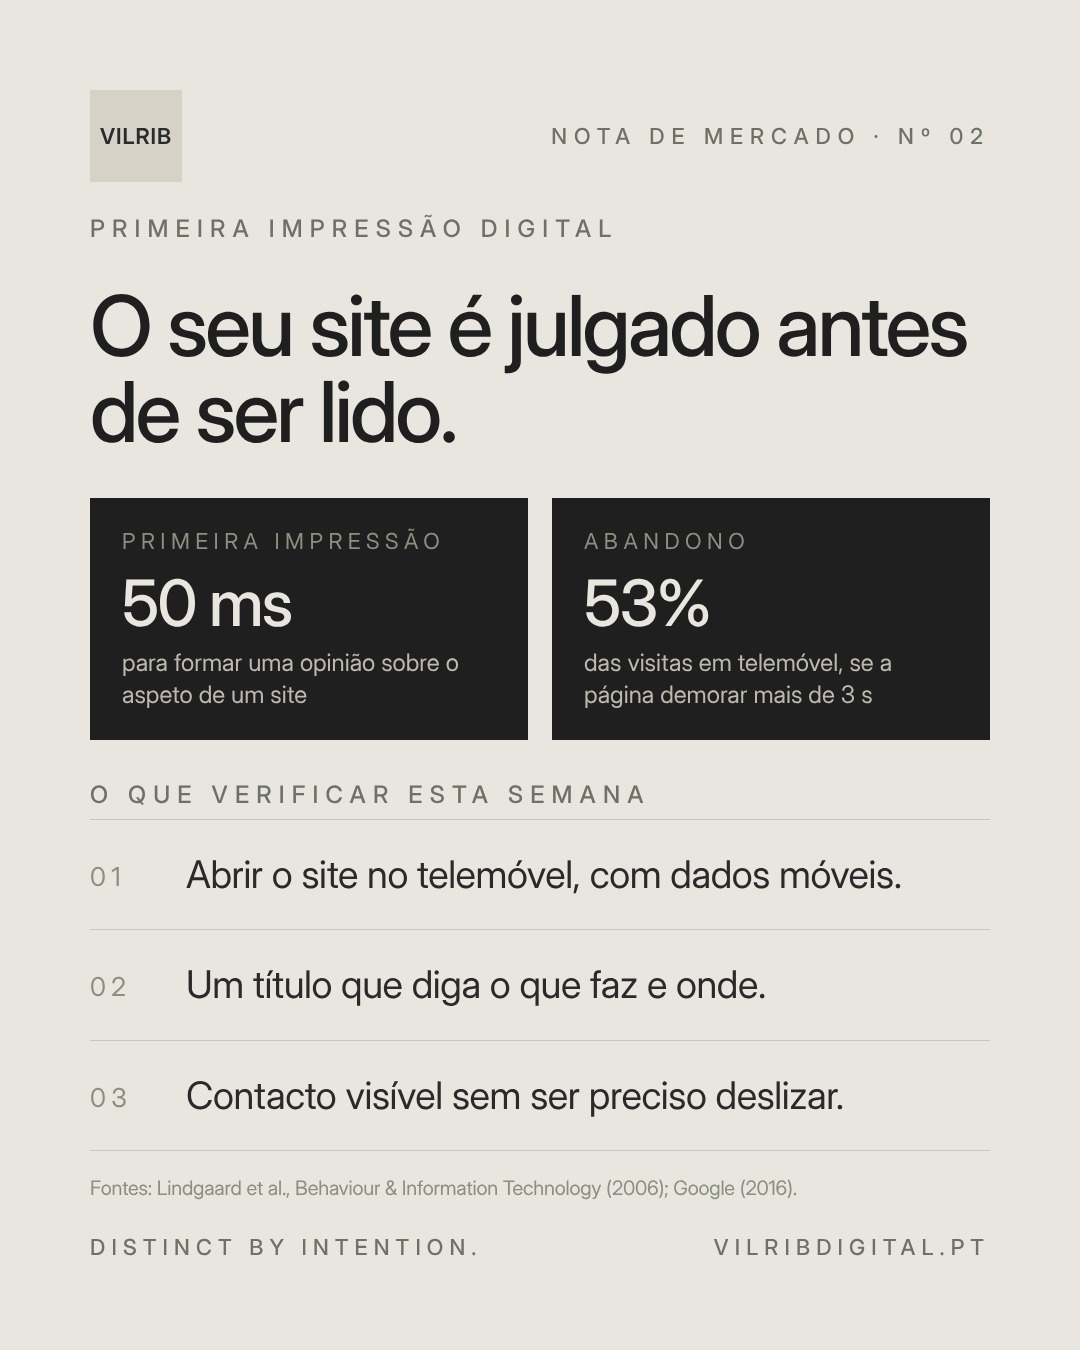 VILRIB
NOTA DE MERCADO · Nº 02
PRIMEIRA IMPRESSÃO DIGITAL
O seu site é julgado antes
de ser lido.
PRIMEIRA IMPRESSÃO
50 ms
para formar uma opinião sobre o
aspeto de um site
ABANDONO
53%
das visitas em telemóvel, se a
página demorar mais de 3 s
O QUE VERIFICAR ESTA SEMANA
01 Abrir o site no telemóvel, com dados móveis.
02 Um título que diga o que faz e onde.
03 Contacto visível sem ser preciso deslizar.
Fontes: Lindgaard et al., Behaviour & Information Technology (2006); Google (2016).
DISTINCT BY INTENTION.
VILRIBDIGITAL.PT